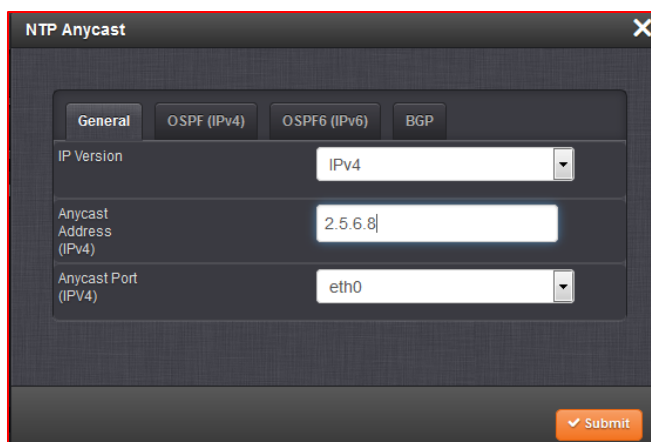 NTP Anycast
General OSPF (IPv4) OSPF6 (IPv6) BGP
IP Version IPv4
Anycast Address (IPv4) 2.5.6.8
Anycast Port (IPV4) eth0
Submit